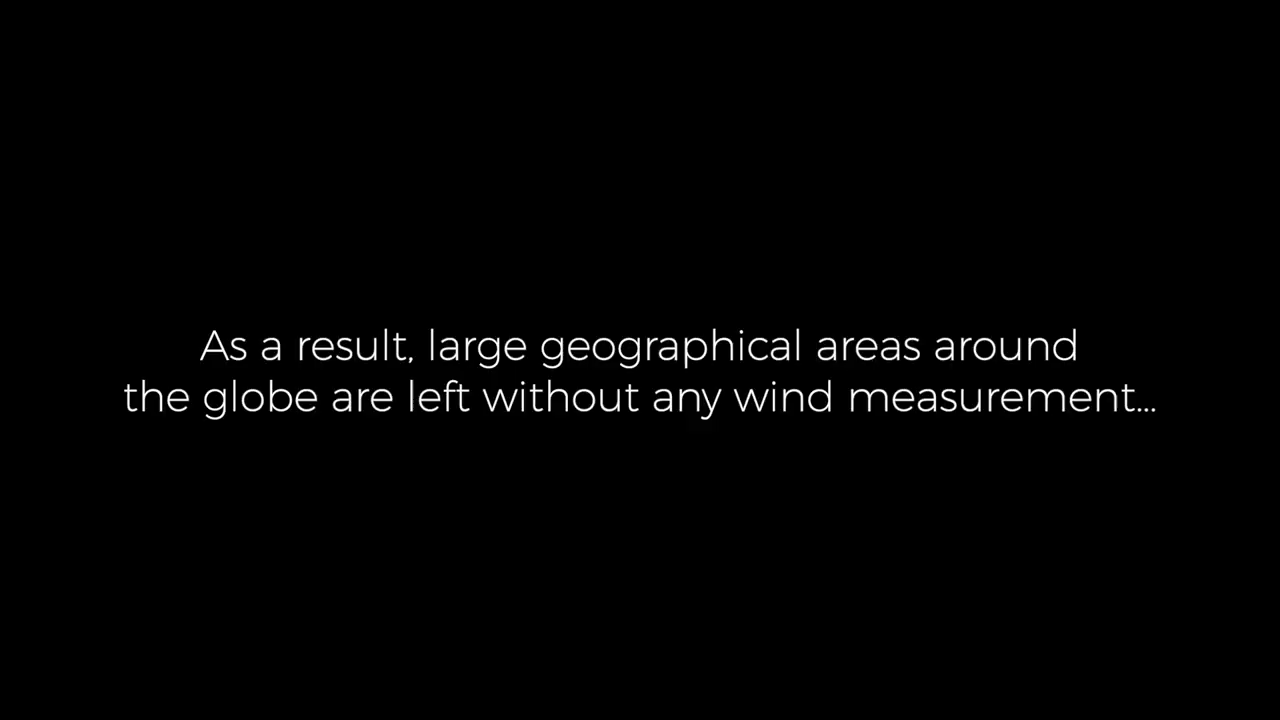 As a result, large geographical areas around
the globe are left without any wind measurement...